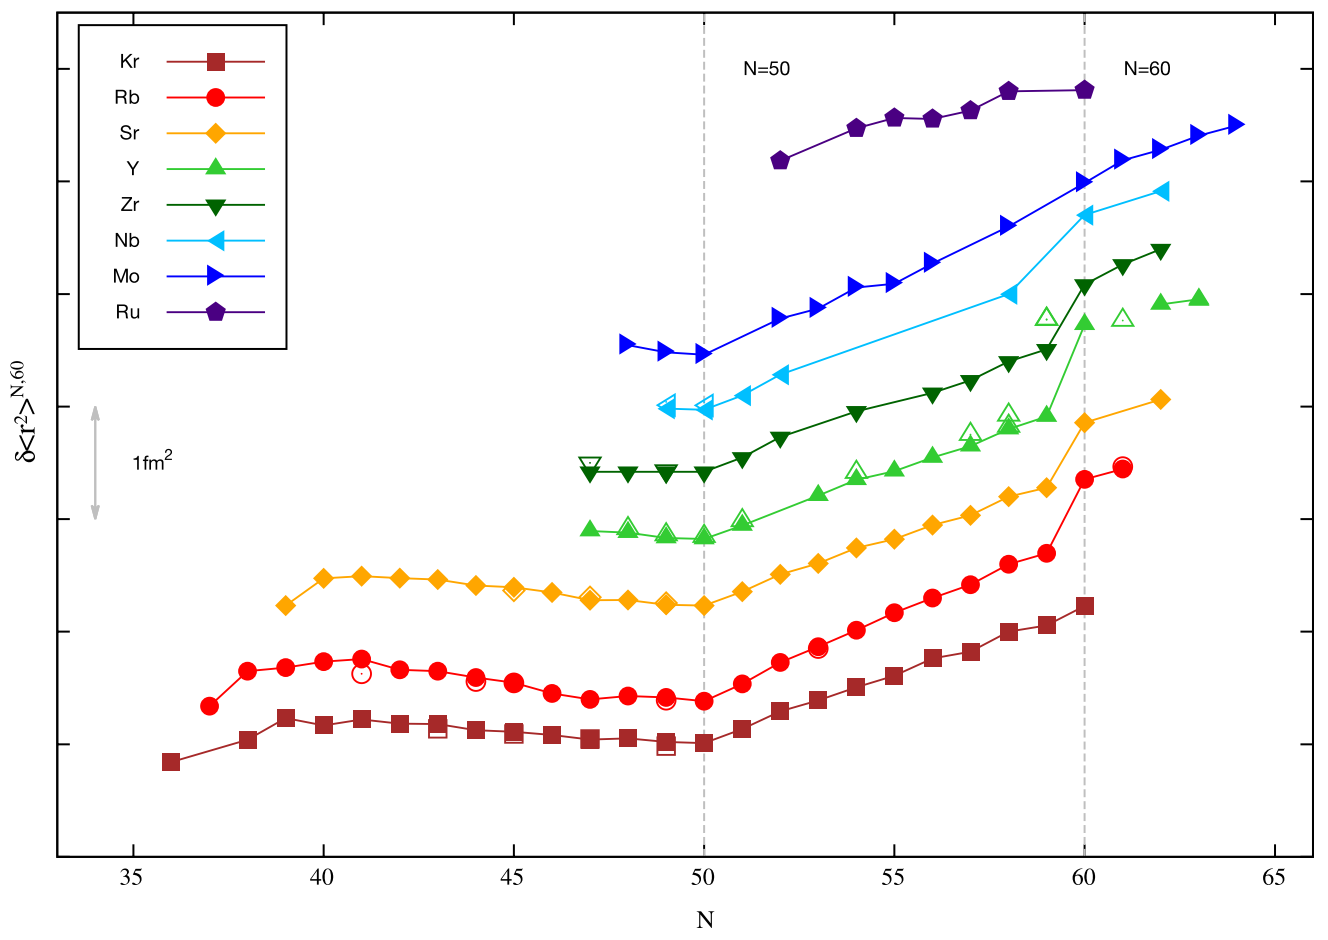 Kr
Rb
Sr
Y
Zr
Nb
Mo
Ru
N=50
N=60
δ<r²>ᴺ,⁶⁰
1fm²
35 40 45 50 55 60 65
N